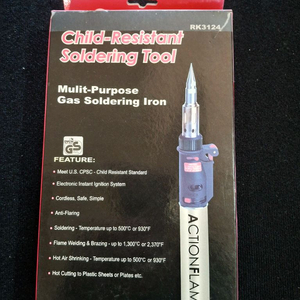 RK3124
Child-Resistant
Soldering Tool
Mulit-Purpose
Gas Soldering Iron
GS
FEATURE:
• Meet U.S. CPSC - Child Resistant Standard
• Electronic Instant Ignition System
• Cordless, Safe, Simple
• Anti-Flaring
• Soldering - Temperature up to 500°C or 930°F
• Flame Welding & Brazing - up to 1,300°C or 2,370°F
• Hot Air Shrinking - Temperature up to 500°C or 930°F
• Hot Cutting to Plastic Sheets or Plates etc.
ACTIONFLAM